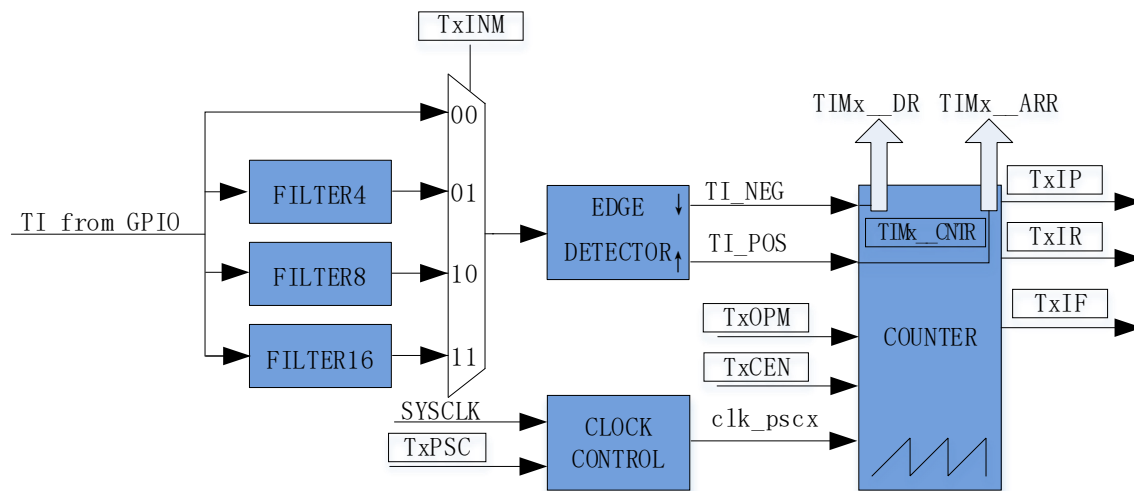 TxINM
TIMx__DR
TIMx__ARR
00
FILTER4
01
TI from GPIO
FILTER8
10
FILTER16
11
EDGE
DETECTOR
TI_NEG
TI_POS
TIMx__CNTR
TxIP
TxIR
TxIF
TxOPM
TxCEN
COUNTER
SYSCLK
TxPSC
CLOCK
CONTROL
clk_pscx